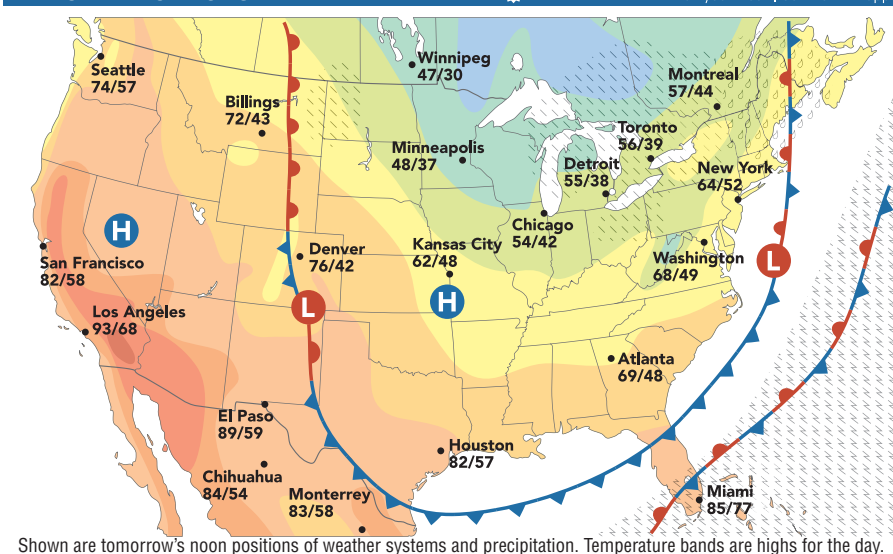 Winnipeg
47/30
Seattle
74/57
Montreal
57/44
Billings
72/43
Toronto
56/39
Minneapolis
48/37
Detroit
55/38
New York
64/52
Chicago
54/42
H
Denver
76/42
Kansas City
62/48
Washington
68/49
L
San Francisco
82/58
H
L
Los Angeles
93/68
Atlanta
69/48
El Paso
89/59
Houston
82/57
Chihuahua
84/54
Monterrey
83/58
Miami
85/77
Shown are tomorrow's noon positions of weather systems and precipitation. Temperature bands are highs for the day.